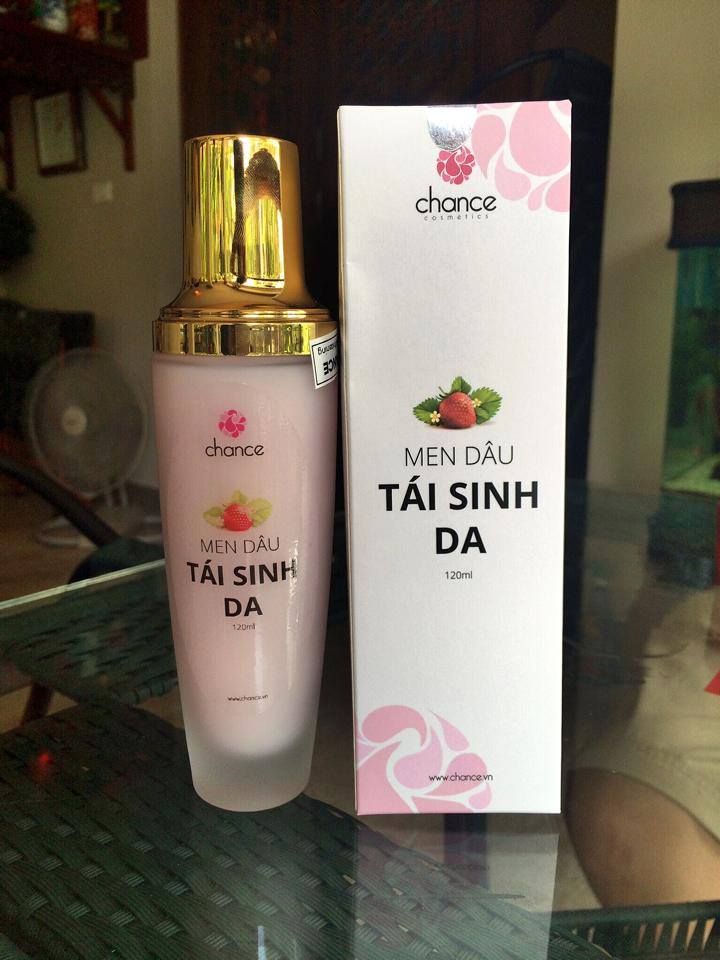 chance
MEN DÂU
TÁI SINH
DA
120ml
www.chance.vn
chance
cosmetics
MEN DÂU
TÁI SINH
DA
120ml
www.chance.vn